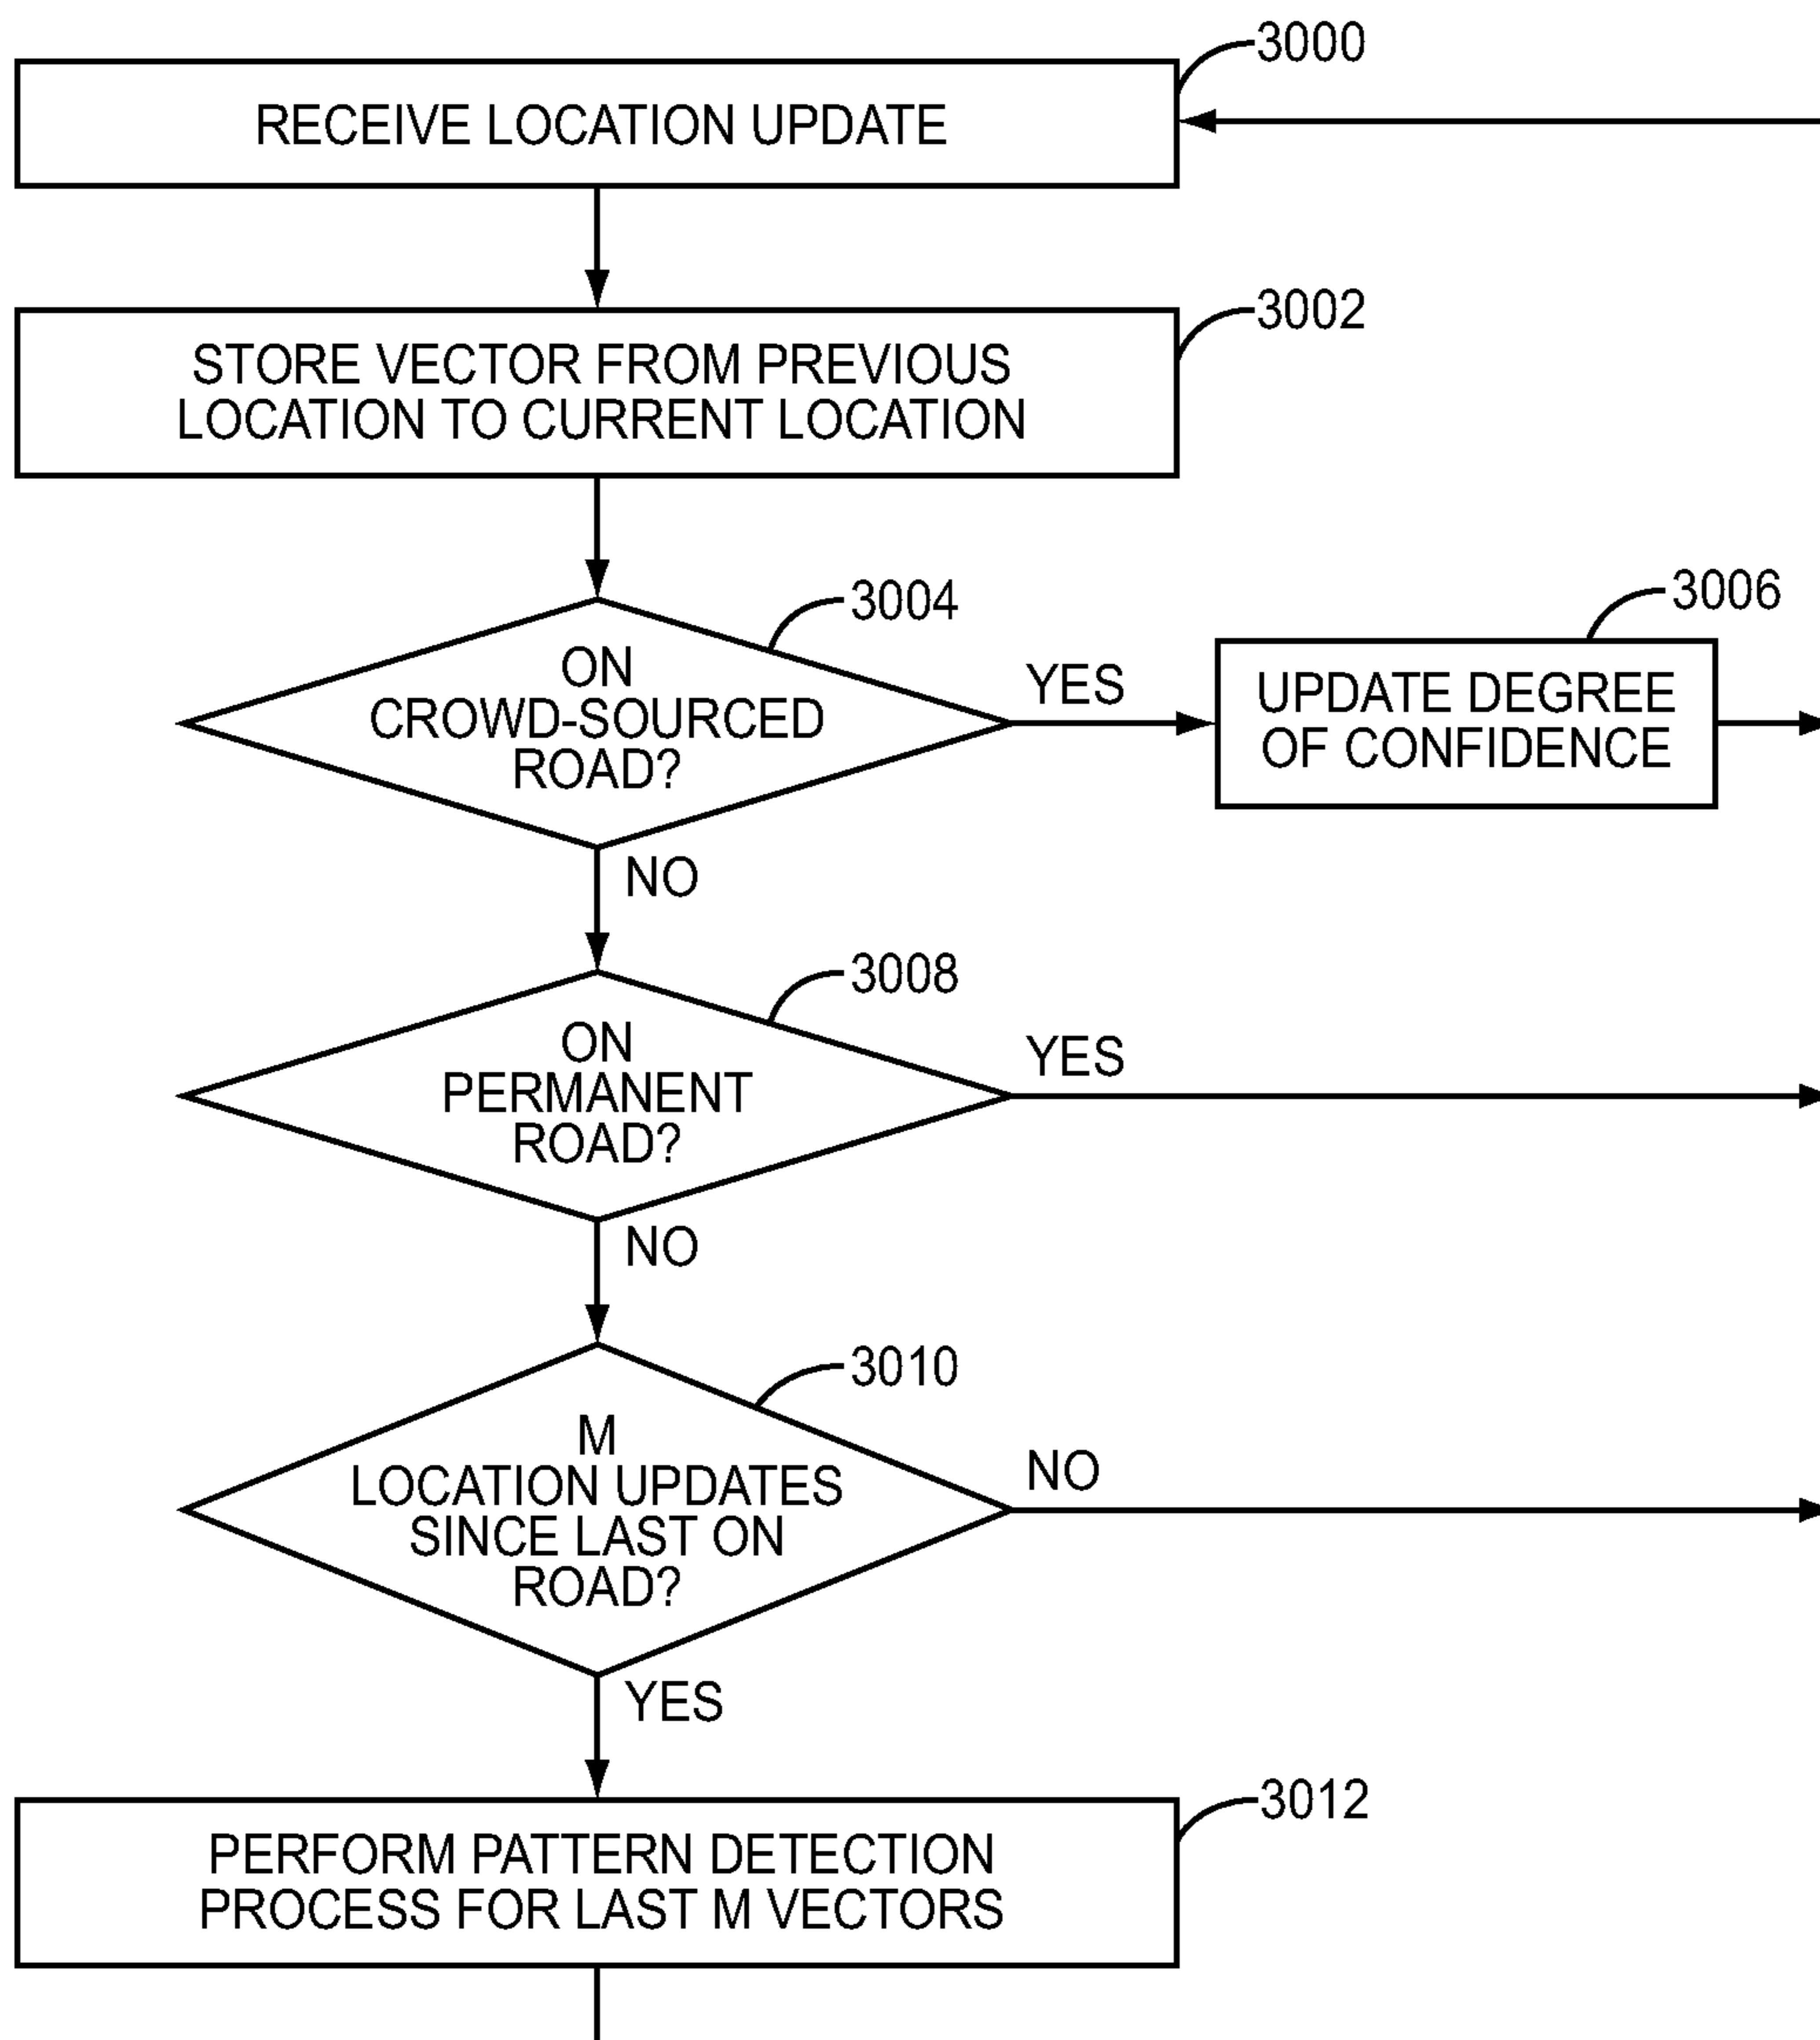 3000
RECEIVE LOCATION UPDATE
3002
STORE VECTOR FROM PREVIOUS
LOCATION TO CURRENT LOCATION
3004
ON
CROWD-SOURCED
ROAD?
YES
3006
UPDATE DEGREE
OF CONFIDENCE
NO
3008
ON
PERMANENT
ROAD?
YES
NO
3010
M
LOCATION UPDATES
SINCE LAST ON
ROAD?
NO
YES
3012
PERFORM PATTERN DETECTION
PROCESS FOR LAST M VECTORS